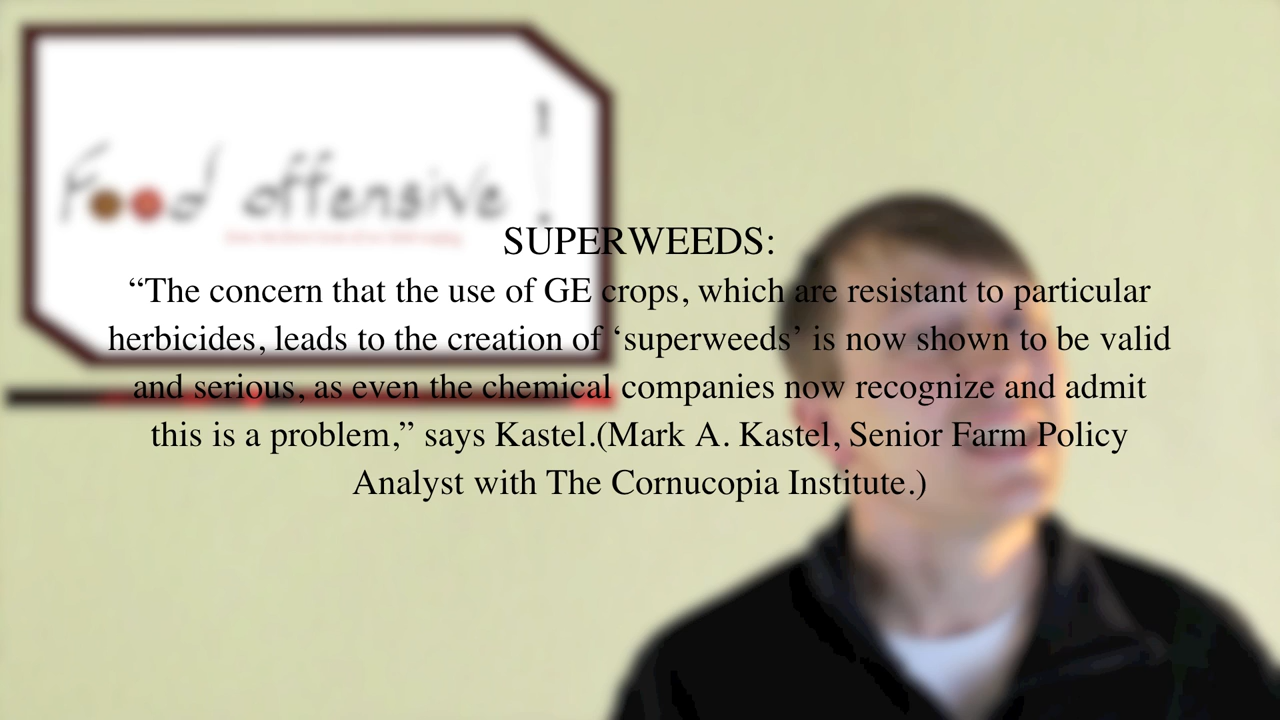 Food offensive !
SUPERWEEDS:
“The concern that the use of GE crops, which are resistant to particular
herbicides, leads to the creation of ‘superweeds’ is now shown to be valid
and serious, as even the chemical companies now recognize and admit
this is a problem,” says Kastel.(Mark A. Kastel, Senior Farm Policy
Analyst with The Cornucopia Institute.)